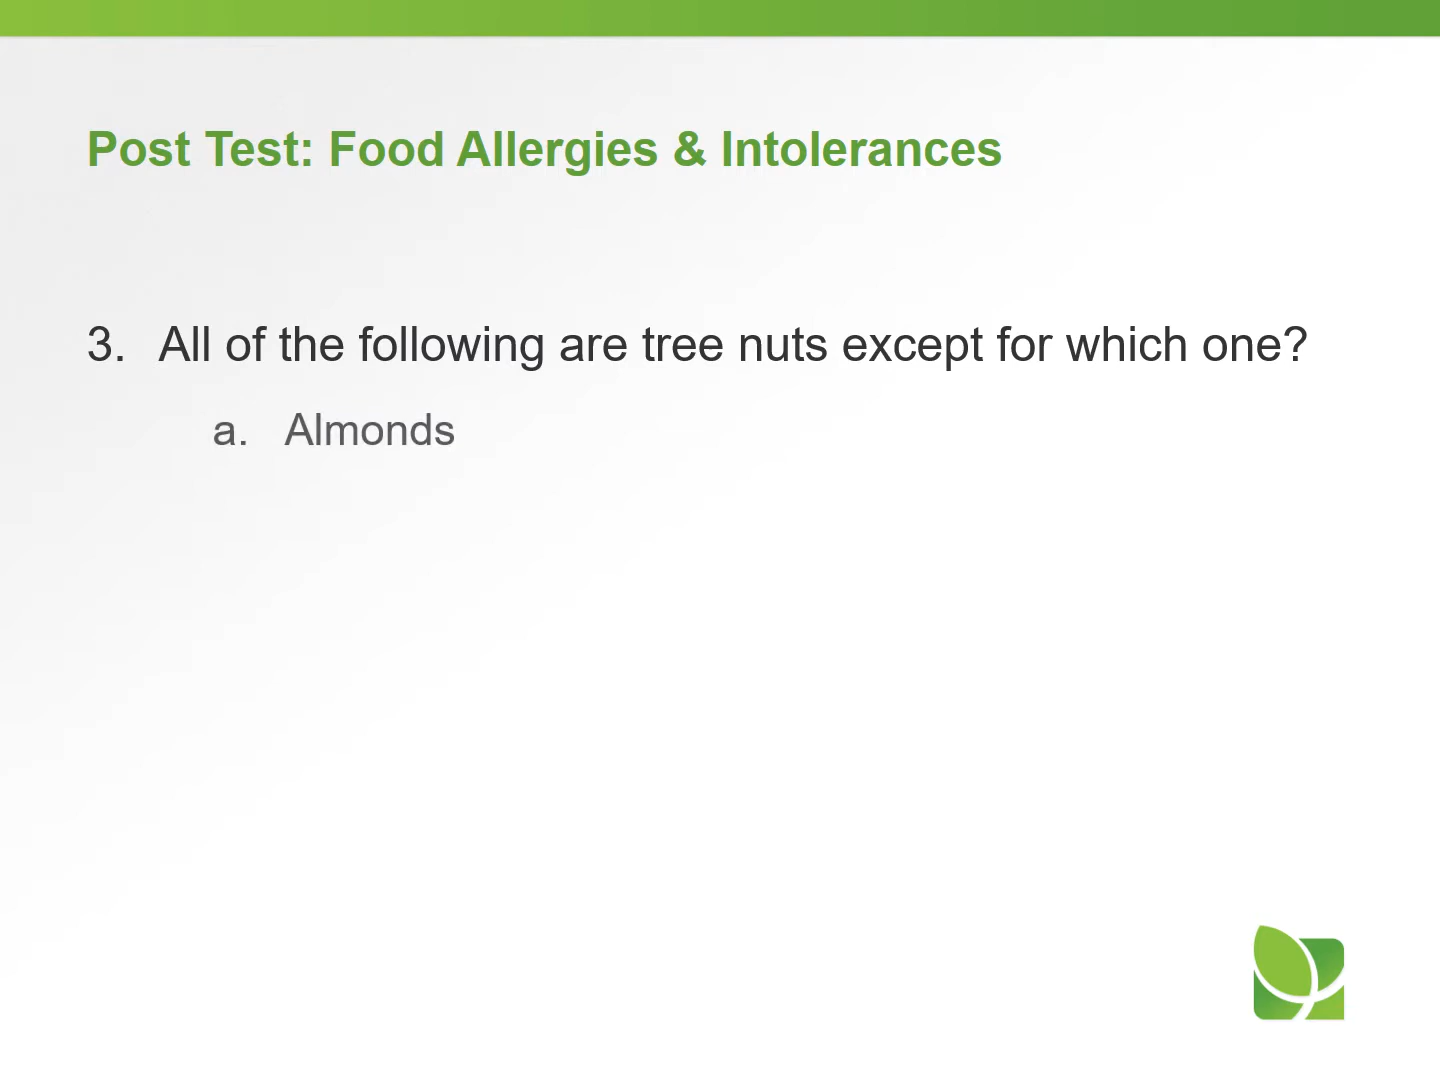 Post Test: Food Allergies & Intolerances
3. All of the following are tree nuts except for which one?
a. Almonds